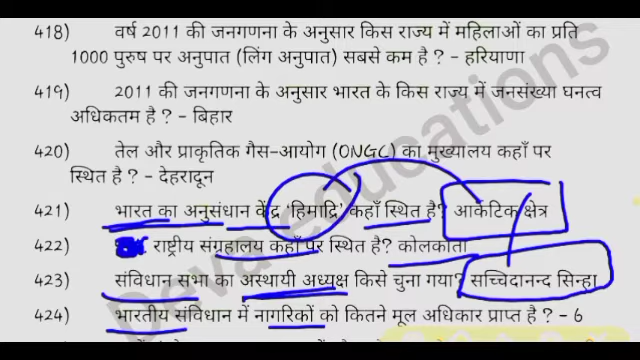 418) वर्ष 2011 की जनगणना के अनुसार किस राज्य में महिलाओं का प्रति
1000 पुरुष पर अनुपात (लिंग अनुपात) सबसे कम है ? - हरियाणा
419) 2011 की जनगणना के अनुसार भारत के किस राज्य में जनसंख्या घनत्व
अधिकतम है ? - बिहार
420) तेल और प्राकृतिक गैस-आयोग (ONGC) का मुख्यालय कहाँ पर
स्थित है ? - देहरादून
421) भारत का अनुसंधान केंद्र 'हिमाद्रि' कहाँ स्थित है? आर्कटिक क्षेत्र
422 राष्ट्रीय संग्रहालय कहाँ पर स्थित है? कोलकाता
423) संविधान सभा का अस्थायी अध्यक्ष किसे चुना गया? सच्चिदानन्द सिन्हा
424) भारतीय संविधान में नागरिकों को कितने मूल अधिकार प्राप्त है ? - 6
Deva educations